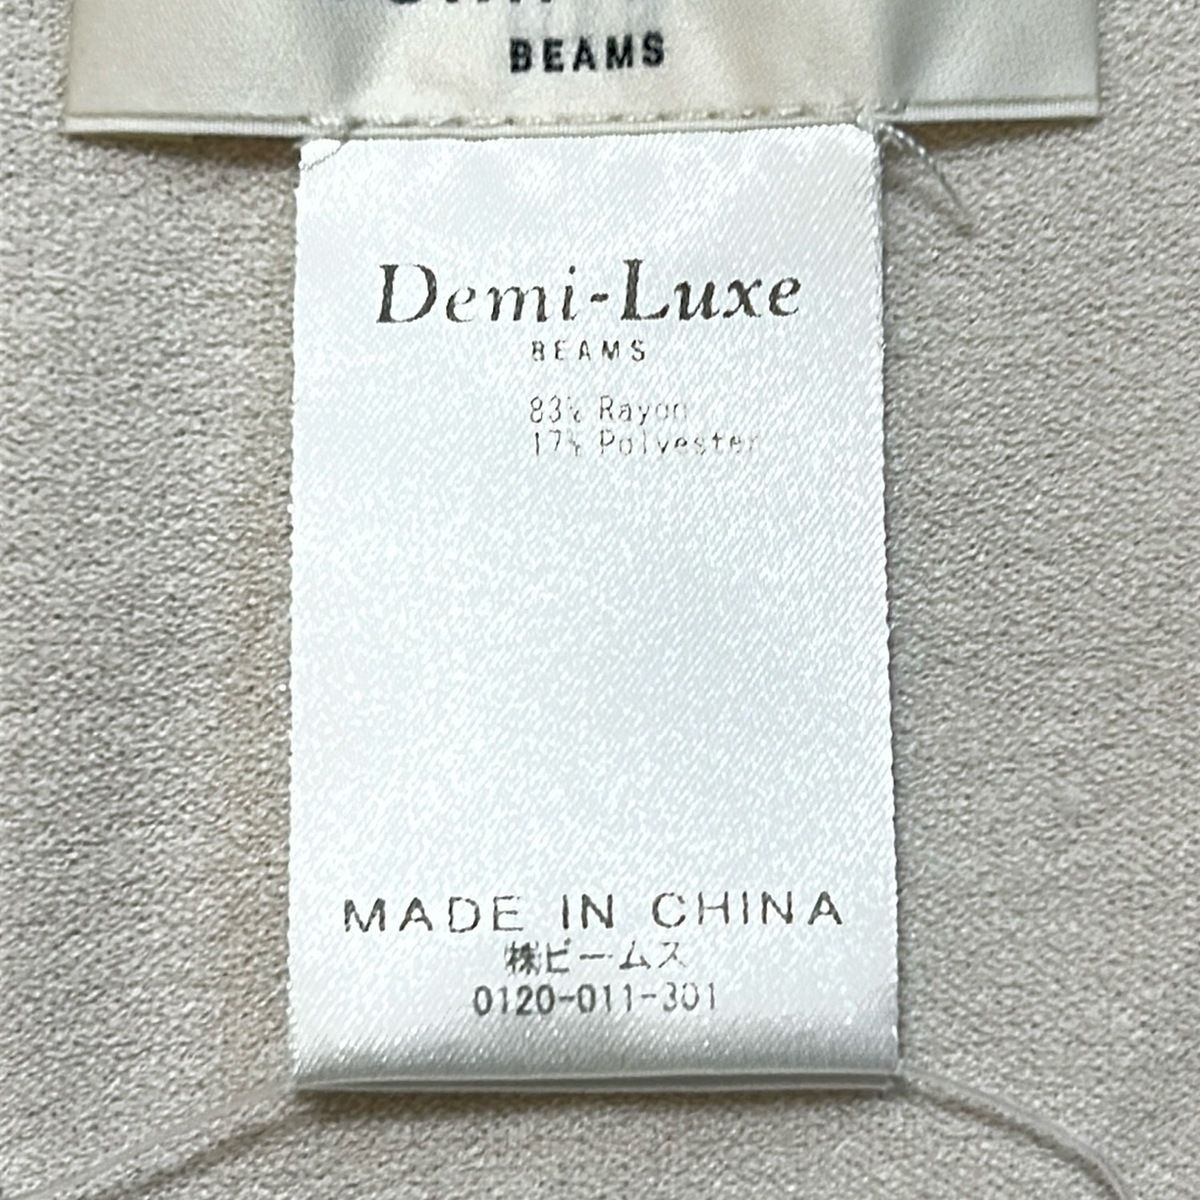 BEAMS
Demi-Luxe
BEAMS
83% Rayon
17% Polyester
MADE IN CHINA
㈱ビームス
0120-011-301